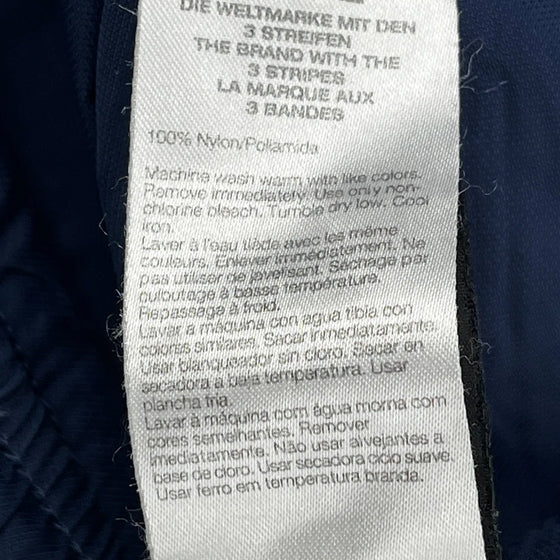 DIE WELTMARKE MIT DEN
3 STREIFEN
THE BRAND WITH THE
3 STRIPES
LA MARQUE AUX
3 BANDES
100% Nylon/Poliamida
Machine wash warm with like colors.
Remove immediately. Use only non-
chlorine bleach. Tumble dry low. Cool
iron.
Laver à l'eau tiède avec les même
couleurs. Enlever immédiatement. Ne
pas utiliser de javelisant. Séchage par
culbutage à basse température.
Repassage à froid.
Lavar a máquina con agua tibia con
colores similares. Sacar inmediatamente.
Usar blanqueador sin cloro. Secar en
secadora a baja temperatura. Usar
plancha fria.
Lavar à máquina com água morna com
cores semelhantes. Remover
imediatamente. Não usar alvejantes a
base de cloro. Usar secadora ciclo suave.
Usar ferro em temperatura branda.